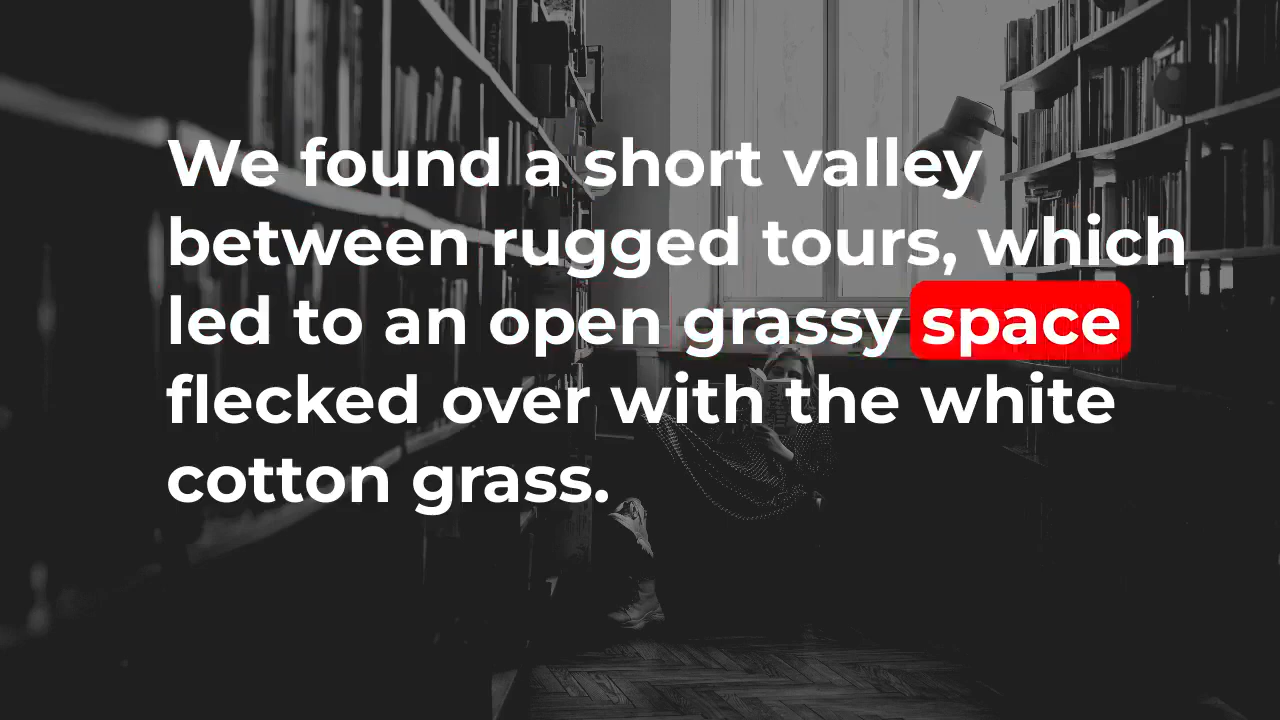 We found a short valley
between rugged tours, which
led to an open grassy space
flecked over with the white
cotton grass.